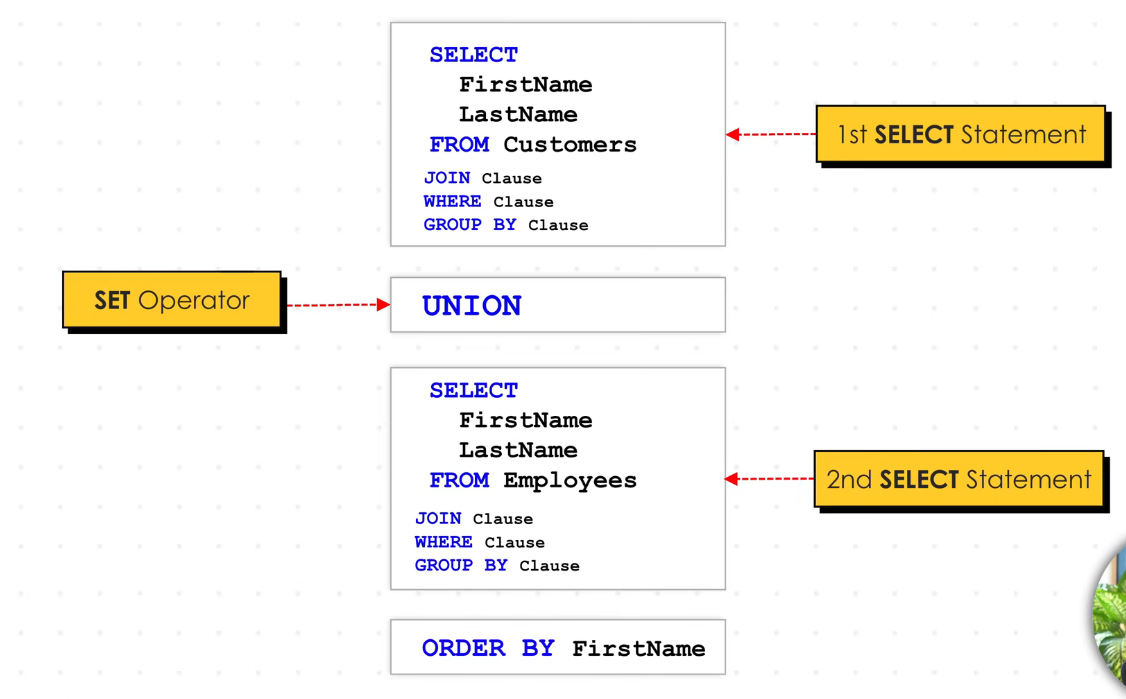 SELECT
FirstName
LastName
FROM Customers
JOIN Clause
WHERE Clause
GROUP BY Clause
1st SELECT Statement
SET Operator
UNION
SELECT
FirstName
LastName
FROM Employees
JOIN Clause
WHERE Clause
GROUP BY Clause
2nd SELECT Statement
ORDER BY FirstName